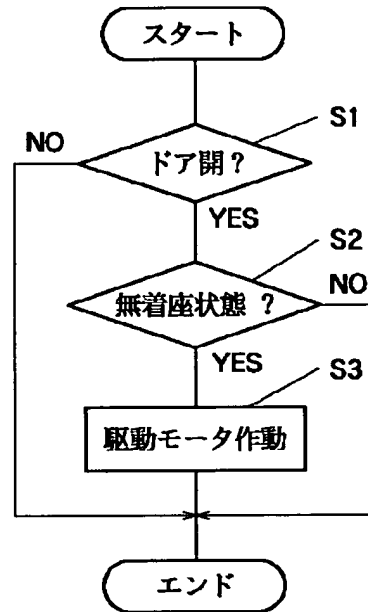 スタート
S1
NO
ドア開?
YES
S2
無着座状態 ?
NO
YES
S3
駆動モータ作動
エンド